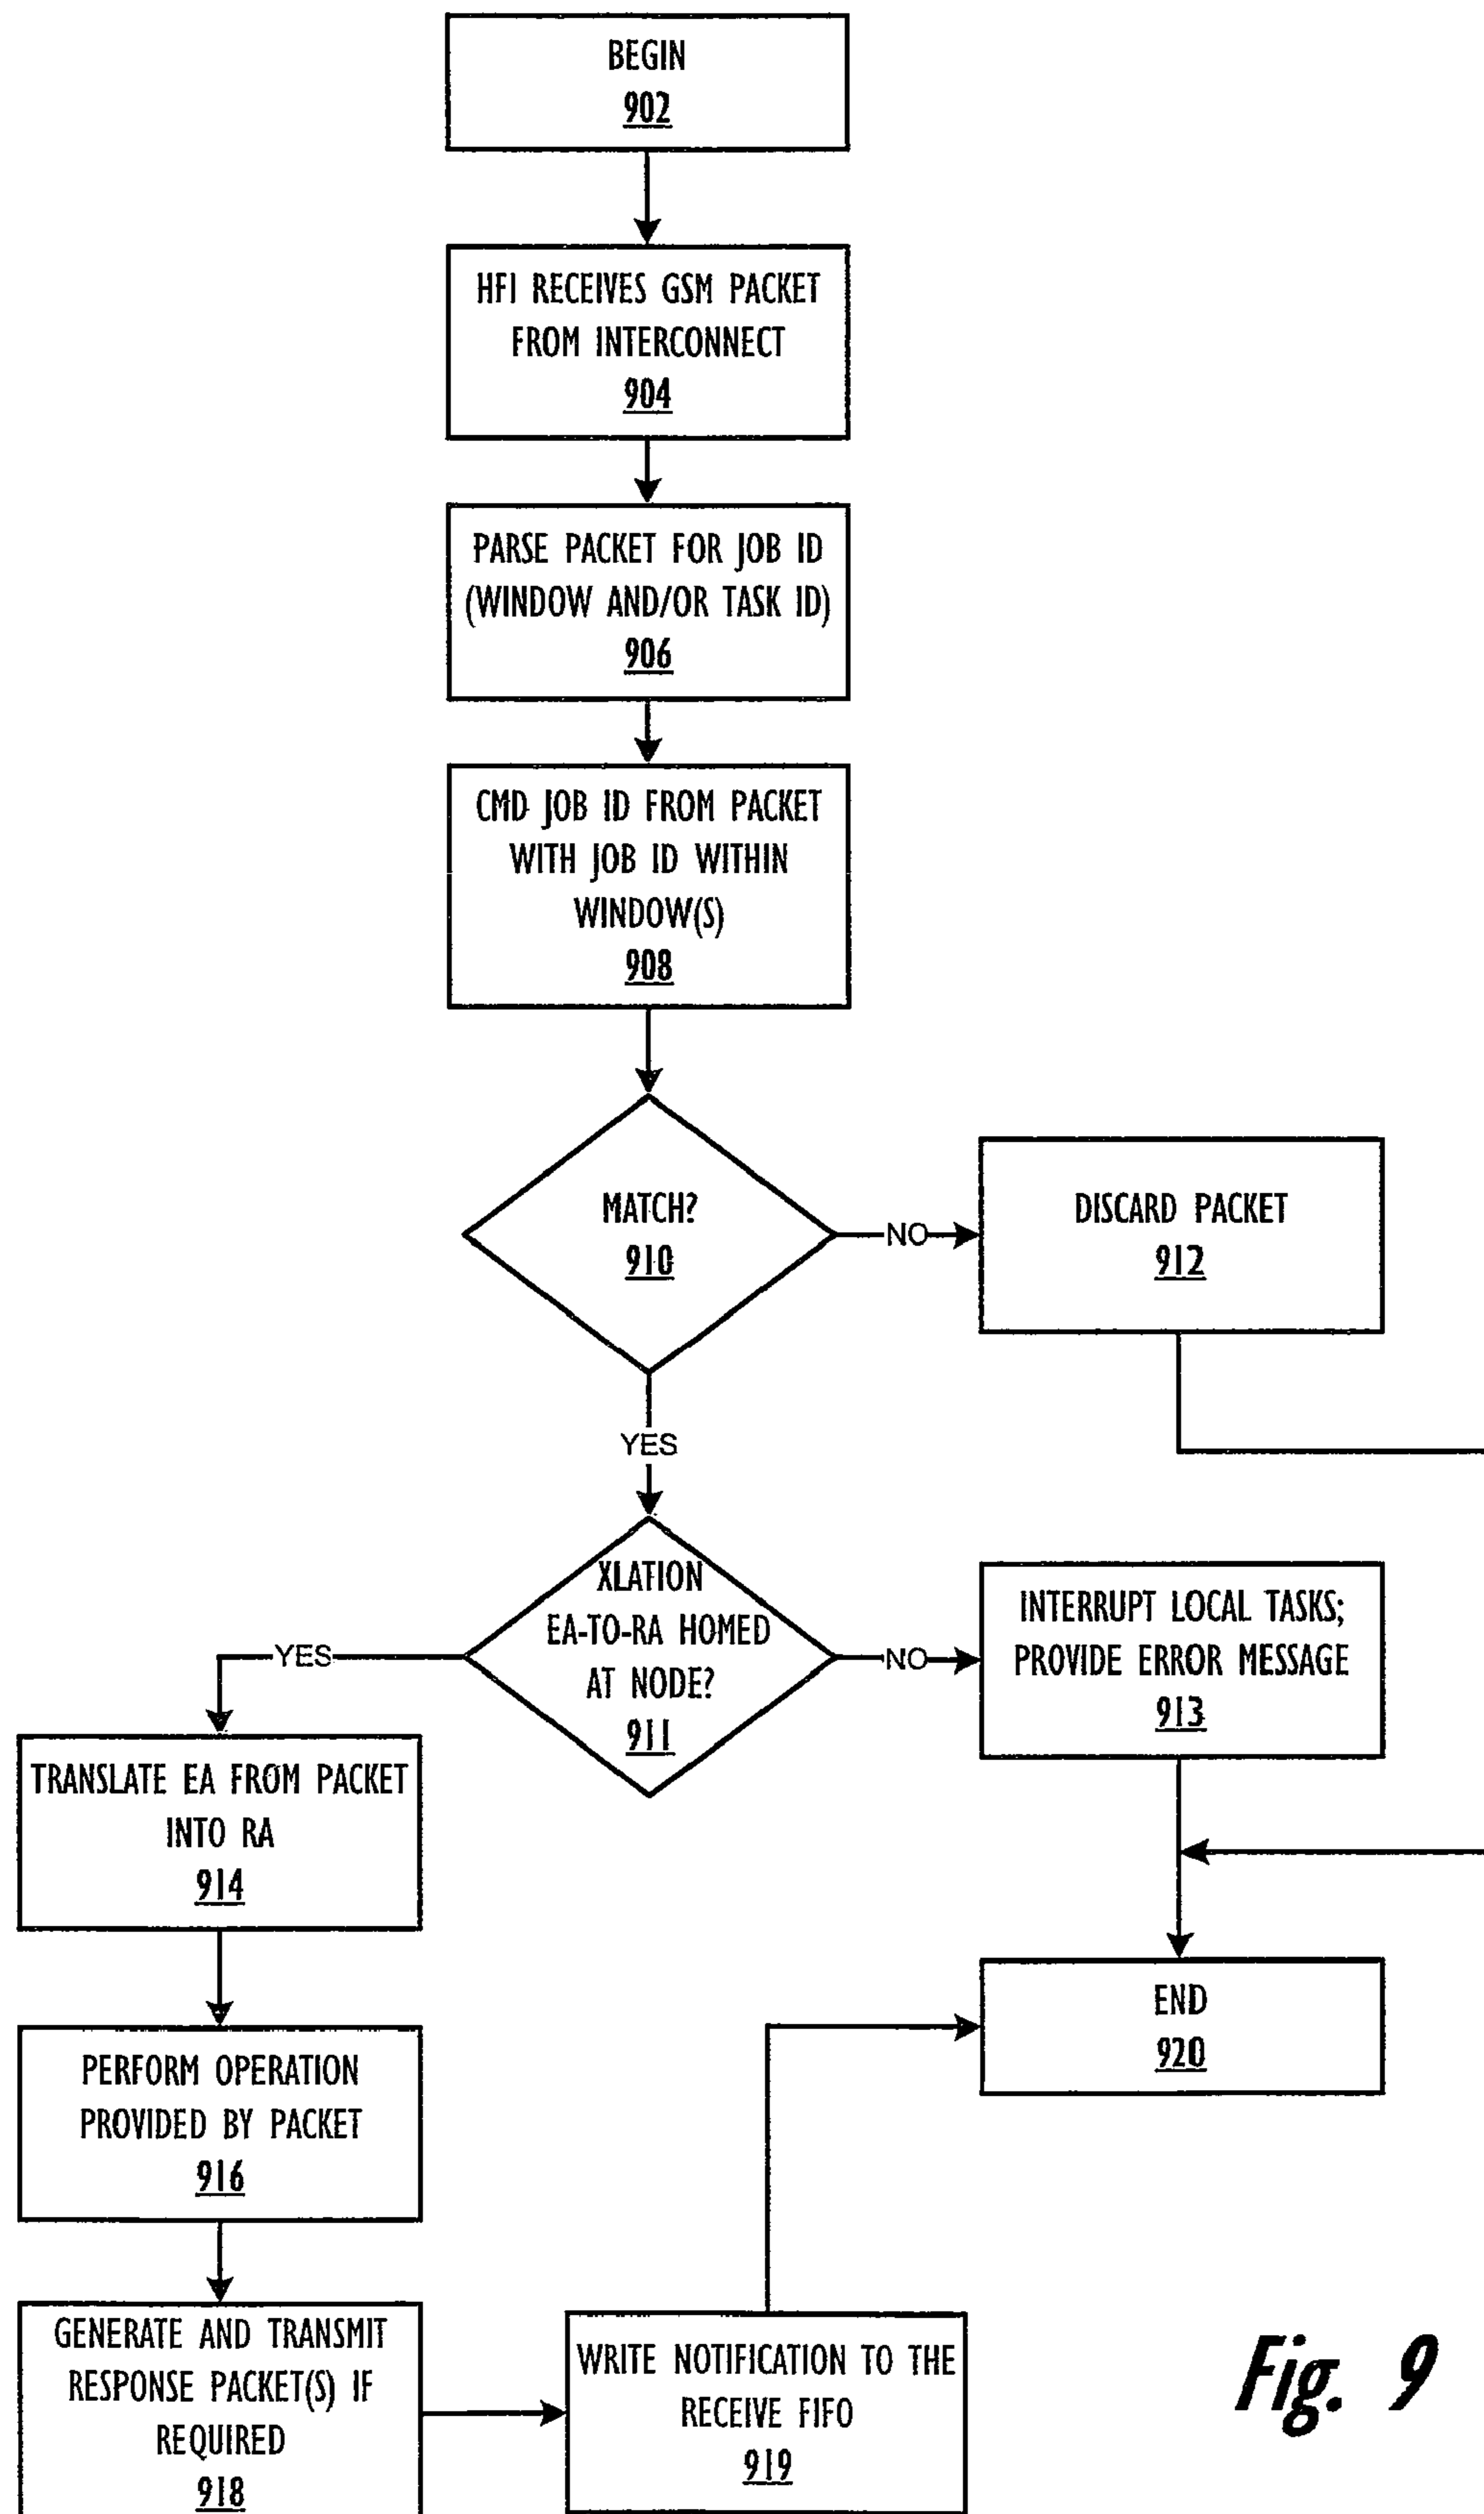 BEGIN
902
HFI RECEIVES GSM PACKET
FROM INTERCONNECT
904
PARSE PACKET FOR JOB ID
(WINDOW AND/OR TASK ID)
906
CMD JOB ID FROM PACKET
WITH JOB ID WITHIN
WINDOW(S)
908
MATCH?
910
NO
DISCARD PACKET
912
YES
XLATION
EA-TO-RA HOMED
AT NODE?
911
YES
NO
INTERRUPT LOCAL TASKS;
PROVIDE ERROR MESSAGE
913
TRANSLATE EA FROM PACKET
INTO RA
914
END
920
PERFORM OPERATION
PROVIDED BY PACKET
916
GENERATE AND TRANSMIT
RESPONSE PACKET(S) IF
REQUIRED
918
WRITE NOTIFICATION TO THE
RECEIVE FIFO
919
Fig. 9